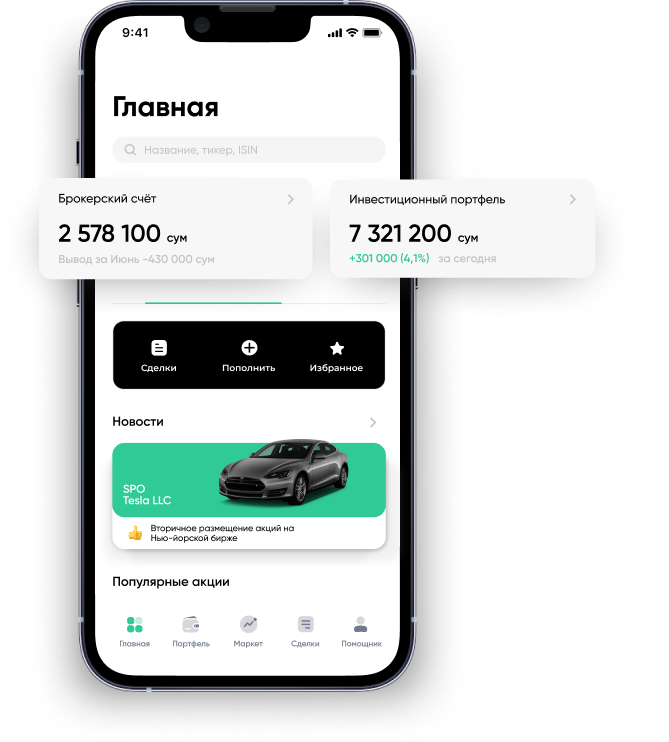 9:41
Главная
Название, тикер, ISIN
Брокерский счёт
2 578 100 сум
Вывод за Июнь -430 000 сум
Инвестиционный портфель
7 321 200 сум
+301 000 (4,1%) за сегодня
Сделки
Пополнить
Избранное
Новости
SPO
Tesla LLC
Вторичное размещение акций на
Нью-йорской бирже
Популярные акции
Главная
Портфель
Маркет
Сделки
Помощник